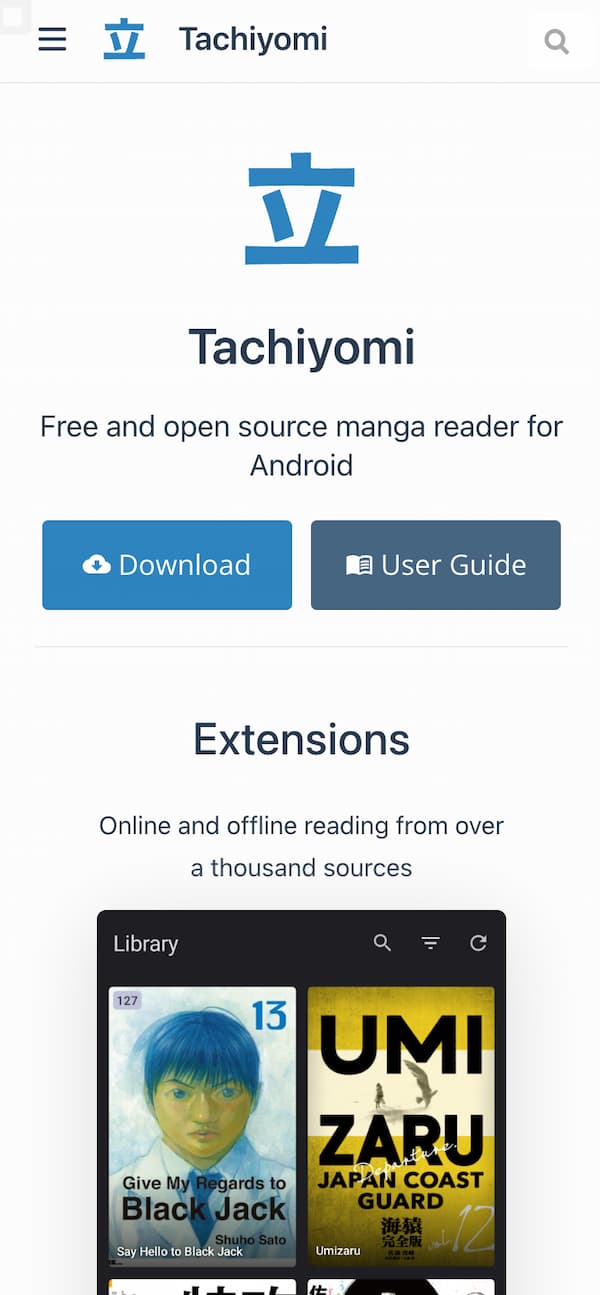 立 Tachiyomi
立
Tachiyomi
Free and open source manga reader for
Android
Download User Guide
Extensions
Online and offline reading from over
a thousand sources
Library
127
13
Give My Regards to
Black Jack
Shuho Sato
Say Hello to Black Jack
UMI
ZARU
Departure.
JAPAN COAST
GUARD
海猿
完全版
vol.12
Umizaru